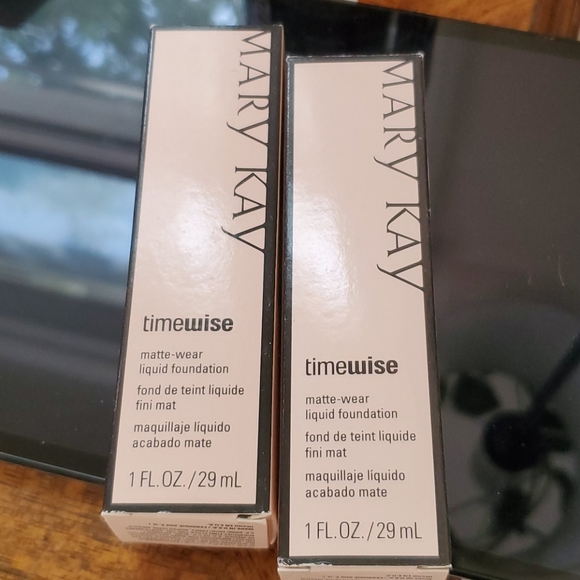 MARY KAY
timewise
matte-wear
liquid foundation
fond de teint liquide
fini mat
maquillaje líquido
acabado mate
1 FL.OZ./29 mL
MARY KAY
timewise
matte-wear
liquid foundation
fond de teint liquide
fini mat
maquillaje líquido
acabado mate
1 FL.OZ./29 mL